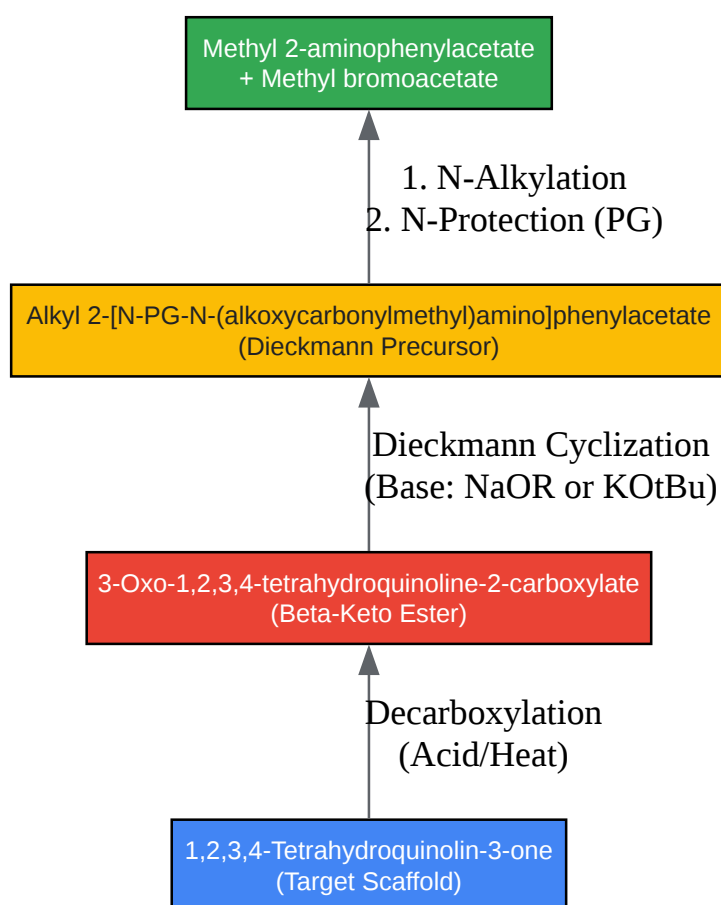 Methyl 2-aminophenylacetate
+ Methyl bromoacetate
1. N-Alkylation
2. N-Protection (PG)
Alkyl 2-[N-PG-N-(alkoxycarbonylmethyl)amino]phenylacetate
(Dieckmann Precursor)
Dieckmann Cyclization
(Base: NaOR or KOtBu)
3-Oxo-1,2,3,4-tetrahydroquinoline-2-carboxylate
(Beta-Keto Ester)
Decarboxylation
(Acid/Heat)
1,2,3,4-Tetrahydroquinolin-3-one
(Target Scaffold)